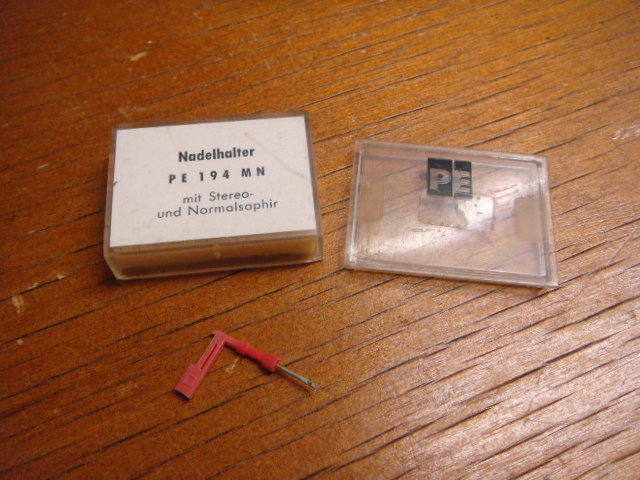 Nadelhalter
PE 194 MN
mit Stereo-
und Normalsaphir
PE